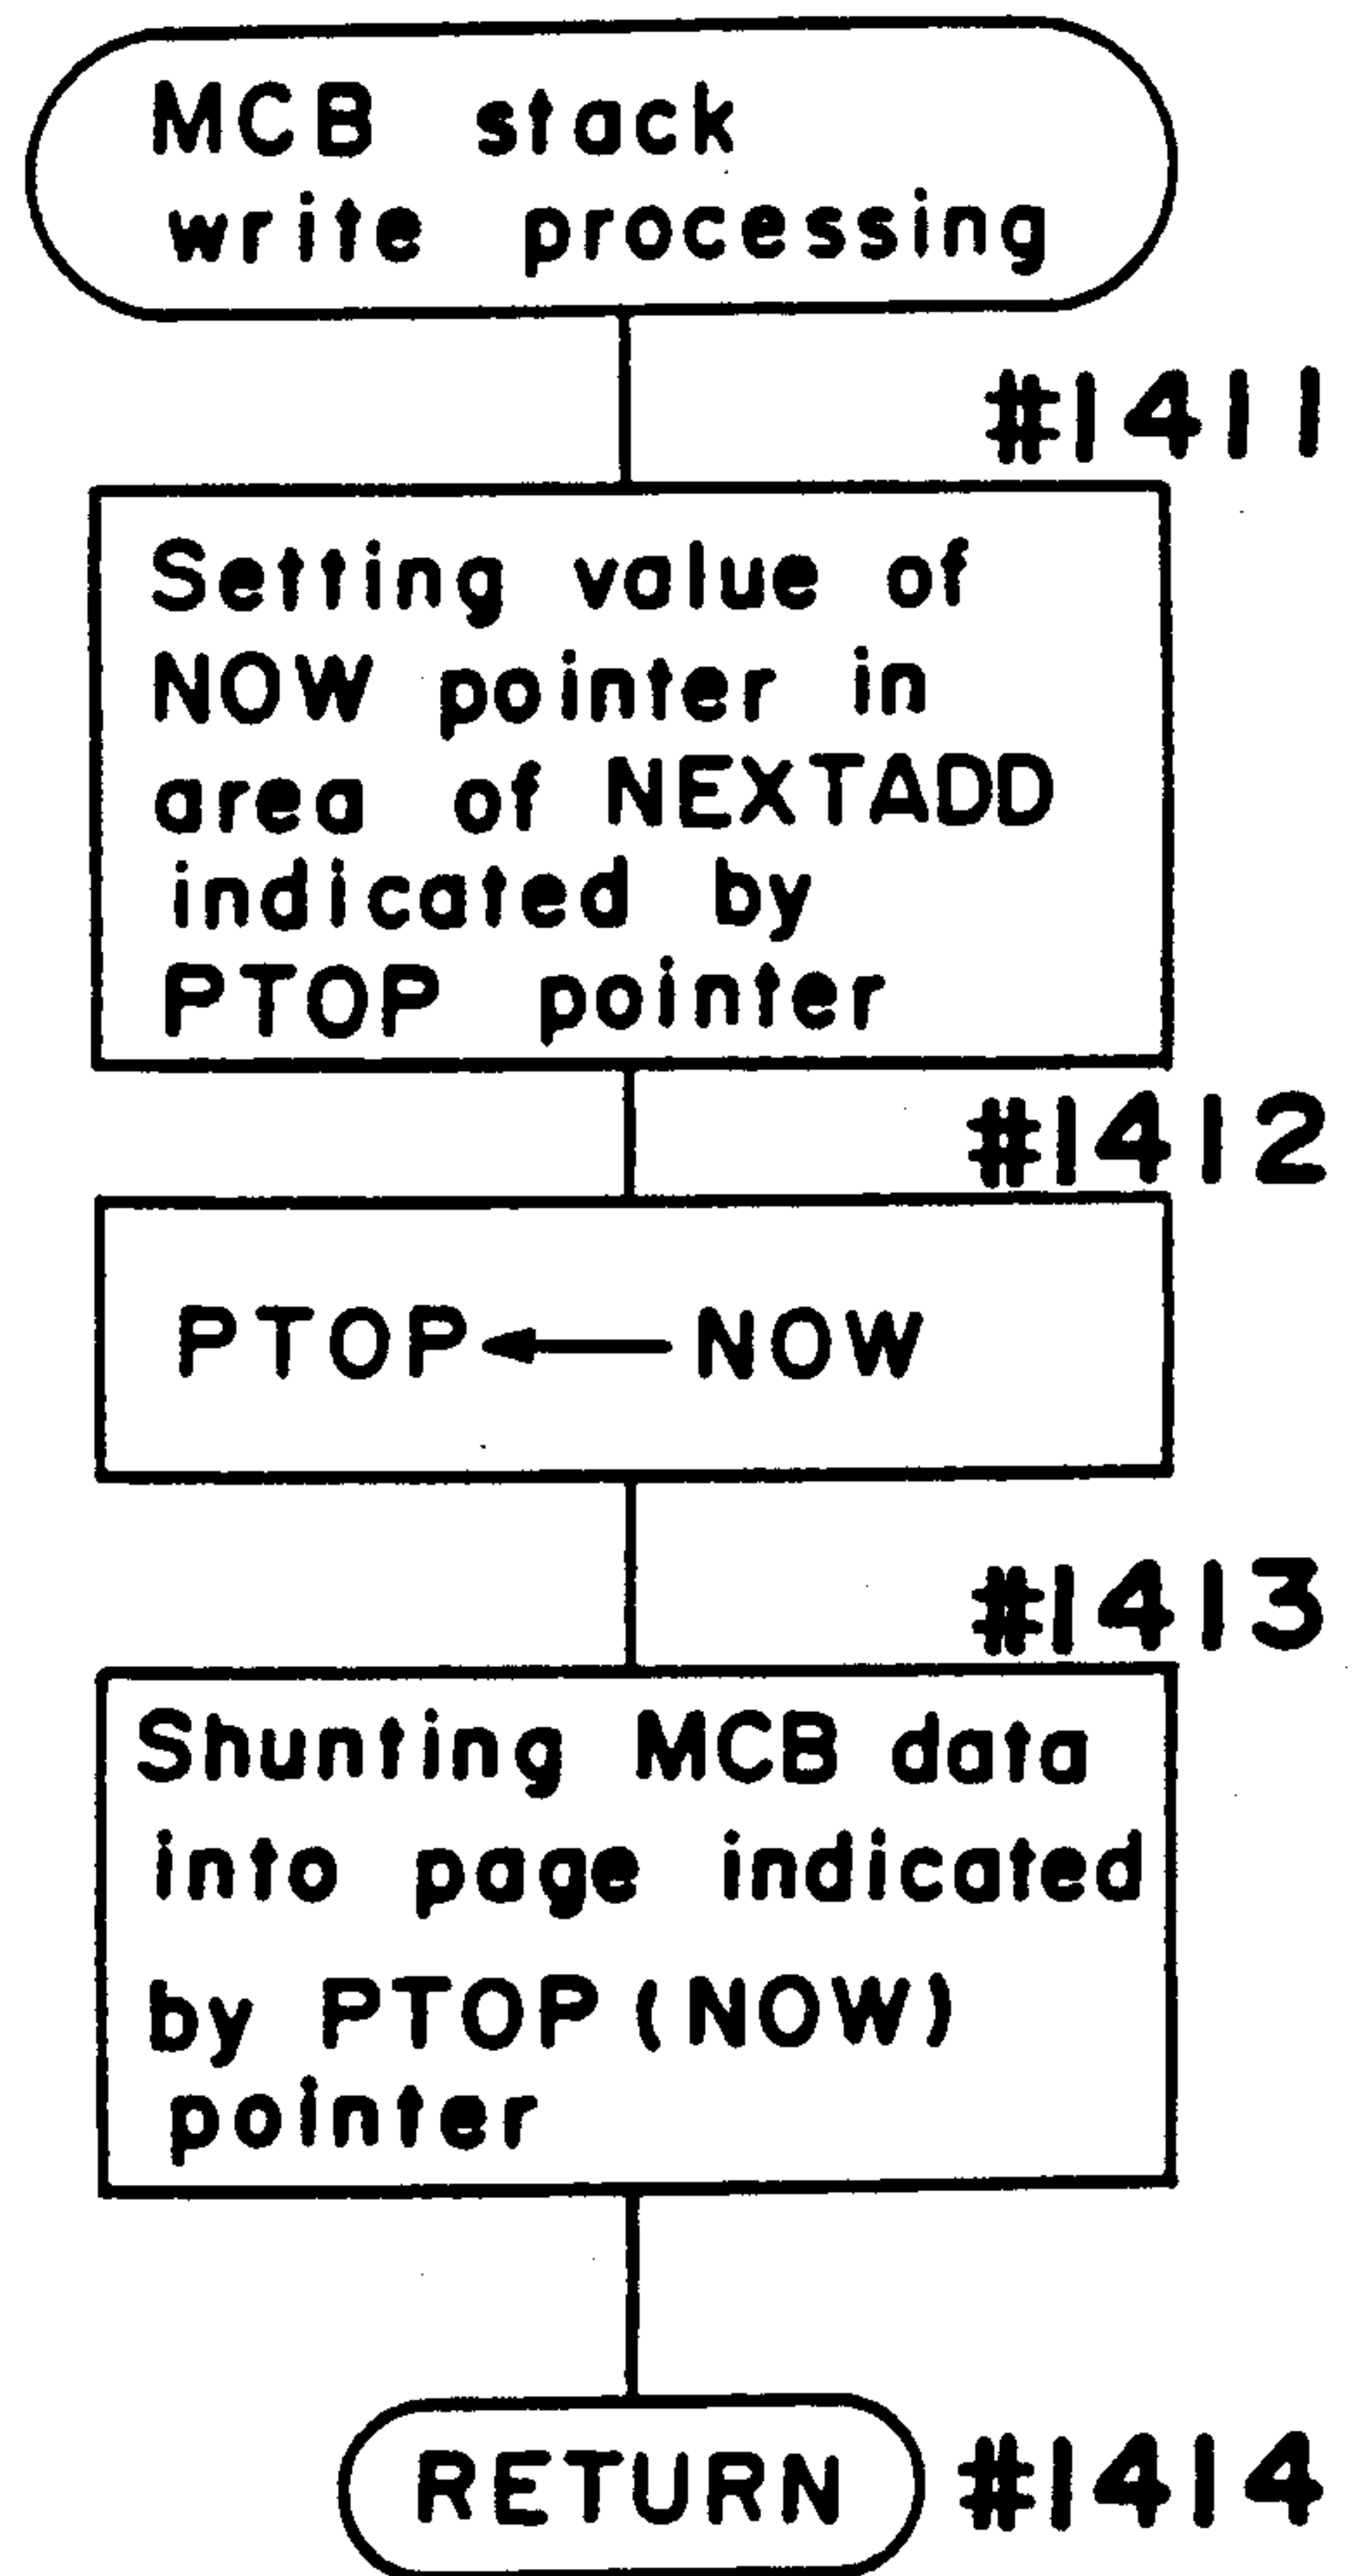 MCB stack
write processing
#1411
Setting value of
NOW pointer in
area of NEXTADD
indicated by
PTOP pointer
#1412
PTOP ← NOW
#1413
Shunting MCB data
into page indicated
by PTOP (NOW)
pointer
RETURN #1414